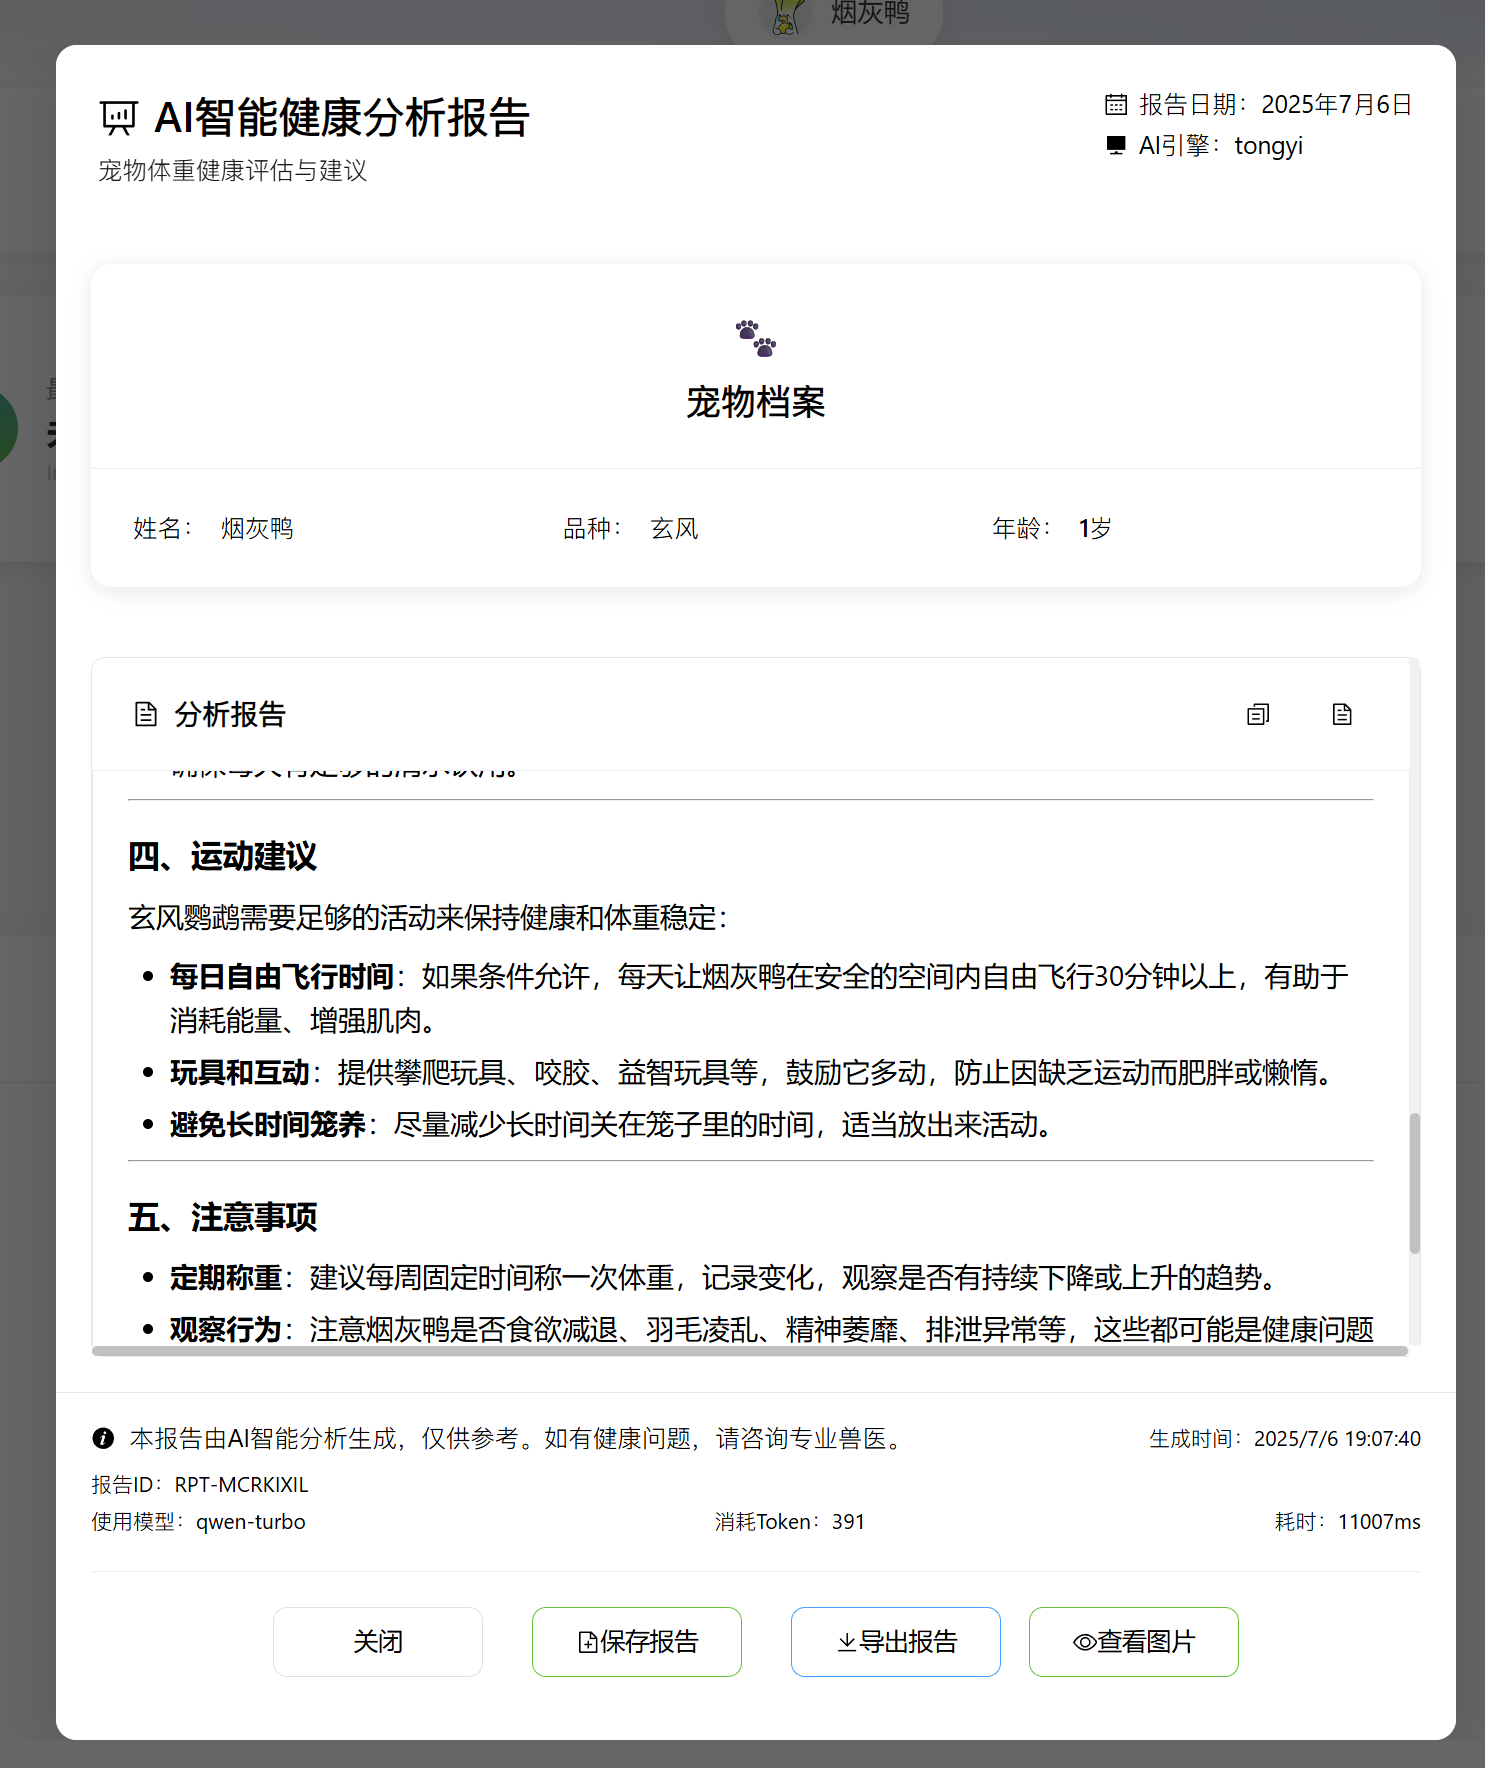 烟灰鸭
AI智能健康分析报告
宠物体重健康评估与建议
报告日期：2025年7月6日
AI引擎：tongyi
宠物档案
姓名： 烟灰鸭
品种： 玄风
年龄： 1岁
分析报告
确保每天有足够的清水饮用。
四、运动建议
玄风鹦鹉需要足够的活动来保持健康和体重稳定：
• 每日自由飞行时间：如果条件允许，每天让烟灰鸭在安全的空间内自由飞行30分钟以上，有助于
消耗能量、增强肌肉。
• 玩具和互动：提供攀爬玩具、咬胶、益智玩具等，鼓励它多动，防止因缺乏运动而肥胖或懒惰。
• 避免长时间笼养：尽量减少长时间关在笼子里的时间，适当放出来活动。
五、注意事项
• 定期称重：建议每周固定时间称一次体重，记录变化，观察是否有持续下降或上升的趋势。
• 观察行为：注意烟灰鸭是否食欲减退、羽毛凌乱、精神萎靡、排泄异常等，这些都可能是健康问题
本报告由AI智能分析生成，仅供参考。如有健康问题，请咨询专业兽医。
生成时间：2025/7/6 19:07:40
报告ID：RPT-MCRKIXIL
使用模型：qwen-turbo
消耗Token：391
耗时：11007ms
关闭
保存报告
导出报告
查看图片